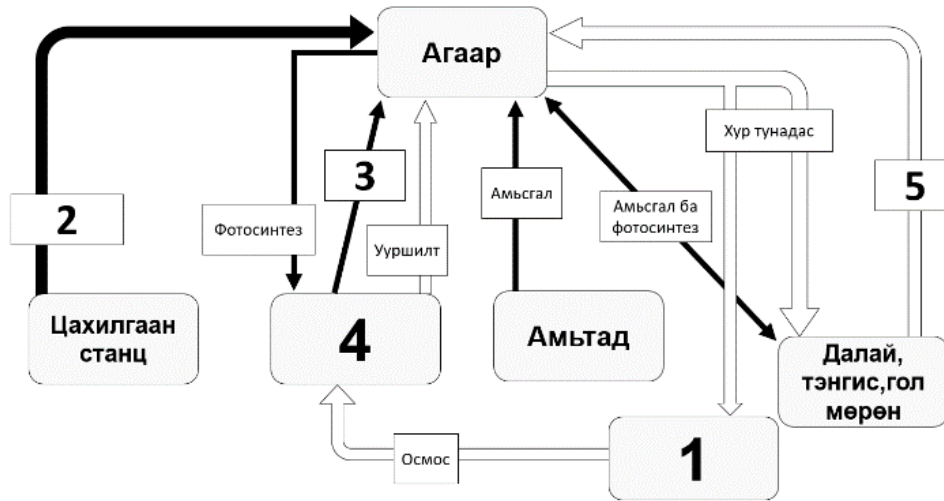 Агаар
Хур тунадас
3
5
2
Амьсгал
Амьсгал ба
фотосинтез
Фотосинтез
Ууршилт
Цахилгаан
станц
4
Амьтад
Далай,
тэнгис,гол
мөрөн
Осмос
1